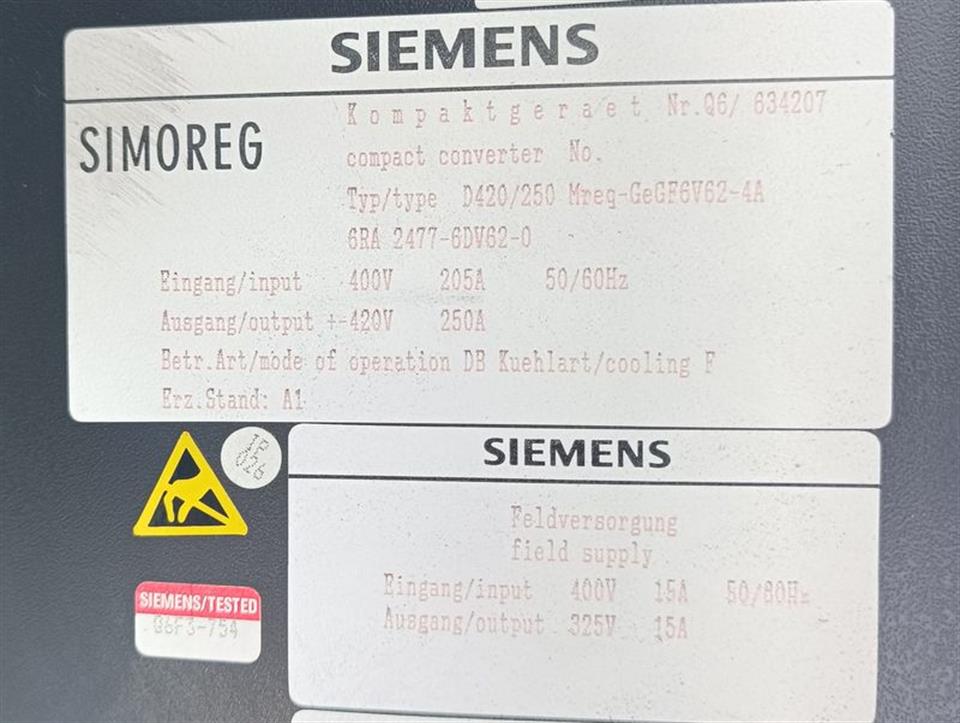 SIEMENS
SIMOREG
Kompaktgeraet Nr.Q6/ 634207
compact converter No.
Typ/type D420/250 Mreq-GeGF6V62-4A
6RA 2477-6DV62-0
Eingang/input 400V 205A 50/60Hz
Ausgang/output +-420V 250A
Betr.Art/mode of operation DB Kuehlart/cooling F
Erz.Stand: A1
SIEMENS
Feldversorgung
field supply
Eingang/input 400V 15A 50/60Hz
Ausgang/output 325V 15A
SIEMENS/TESTED